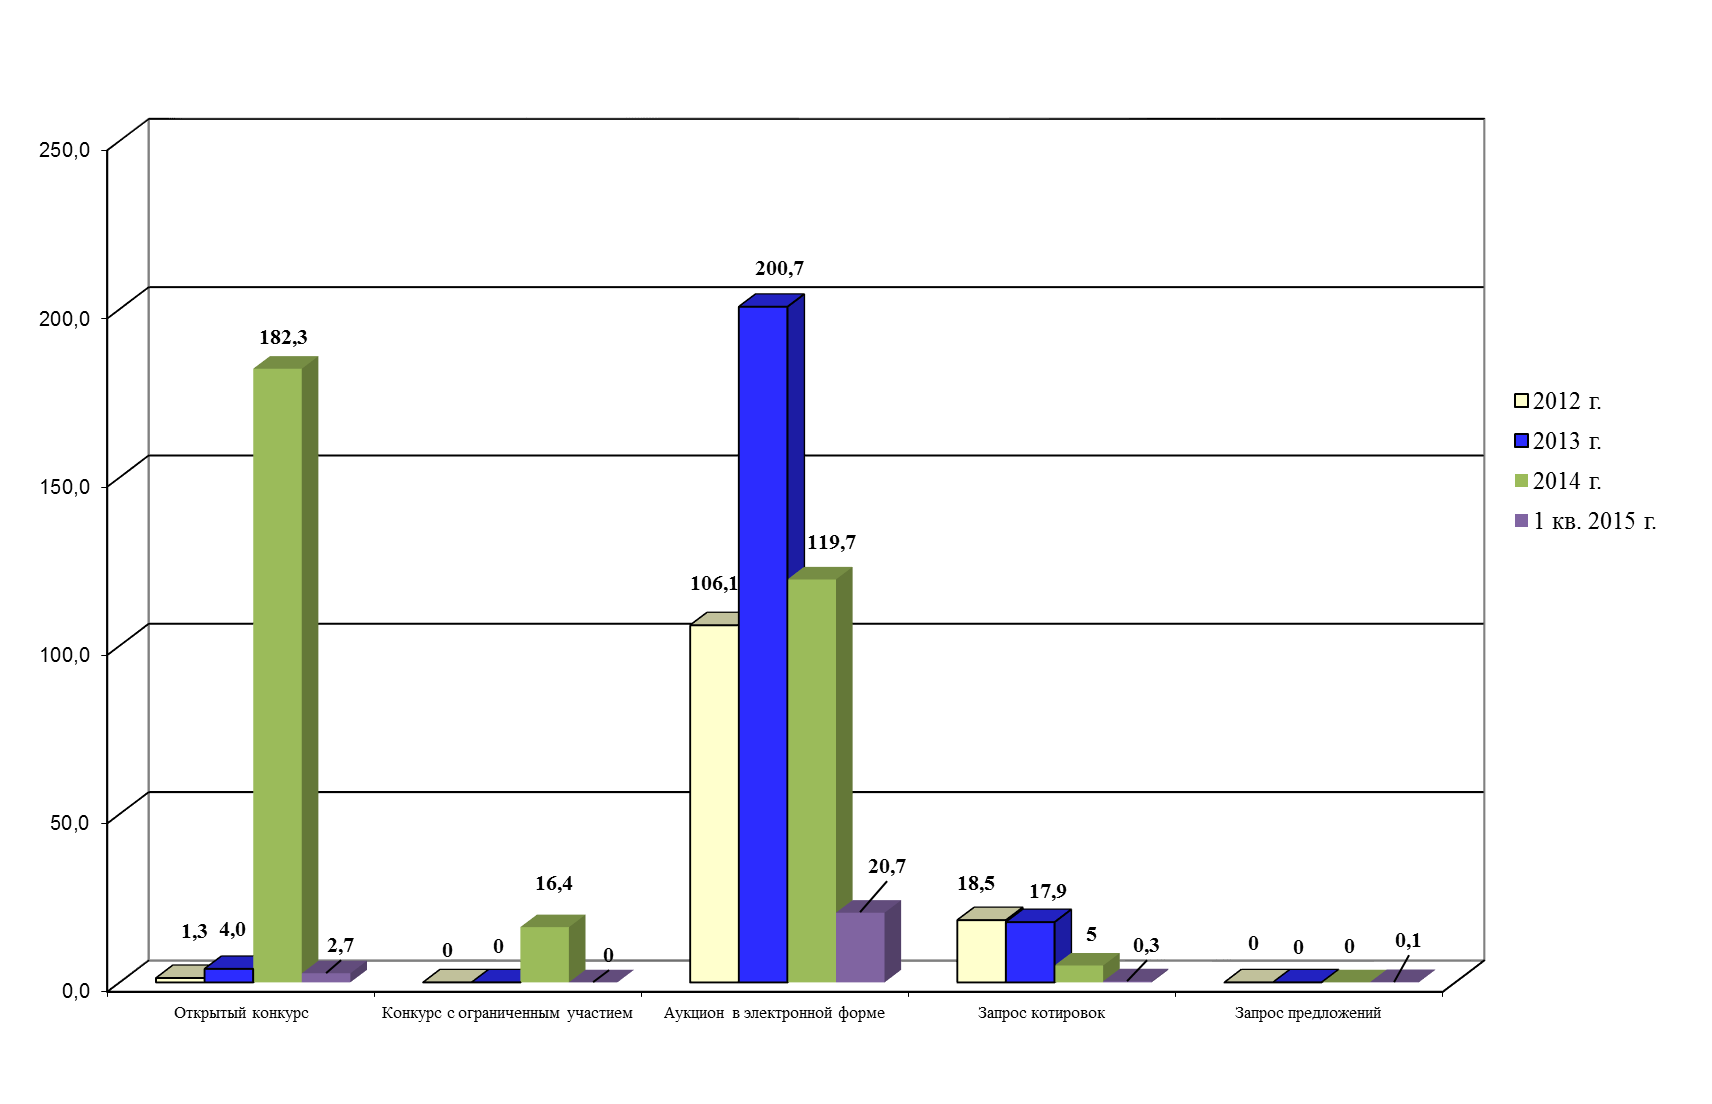 250,0
200,0
150,0
100,0
50,0
0,0
1,3
4,0
182,3
2,7
0
0
16,4
0
106,1
200,7
119,7
20,7
18,5
17,9
5
0,3
0
0
0
0,1
Открытый конкурс
Конкурс с ограниченным участием
Аукцион в электронной форме
Запрос котировок
Запрос предложений
2012 г.
2013 г.
2014 г.
1 кв. 2015 г.